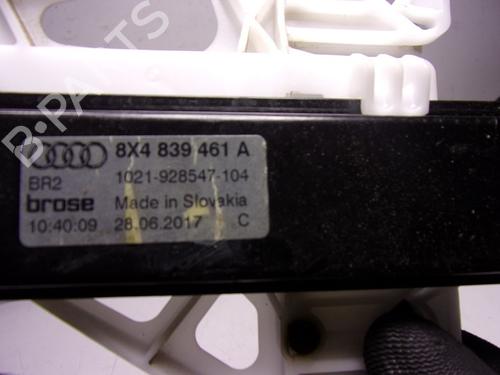 B-PARTS
8X4 839 461 A
BR2 1021-928547-104
brose Made in Slovakia
10:40:09 28.06.2017 C